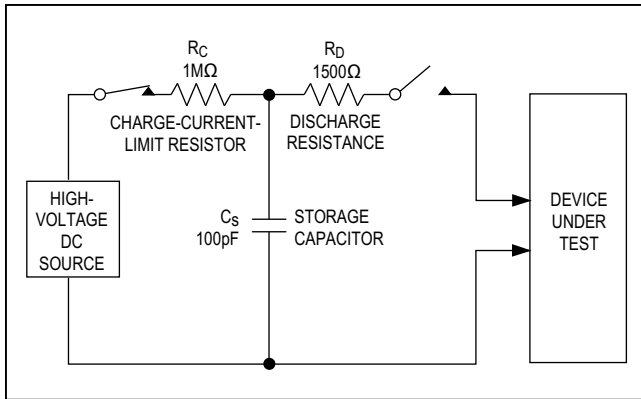 R_C
1MΩ
CHARGE-CURRENT-
LIMIT RESISTOR
R_D
1500Ω
DISCHARGE
RESISTANCE
HIGH-
VOLTAGE
DC
SOURCE
C_S
100pF
STORAGE
CAPACITOR
DEVICE
UNDER
TEST